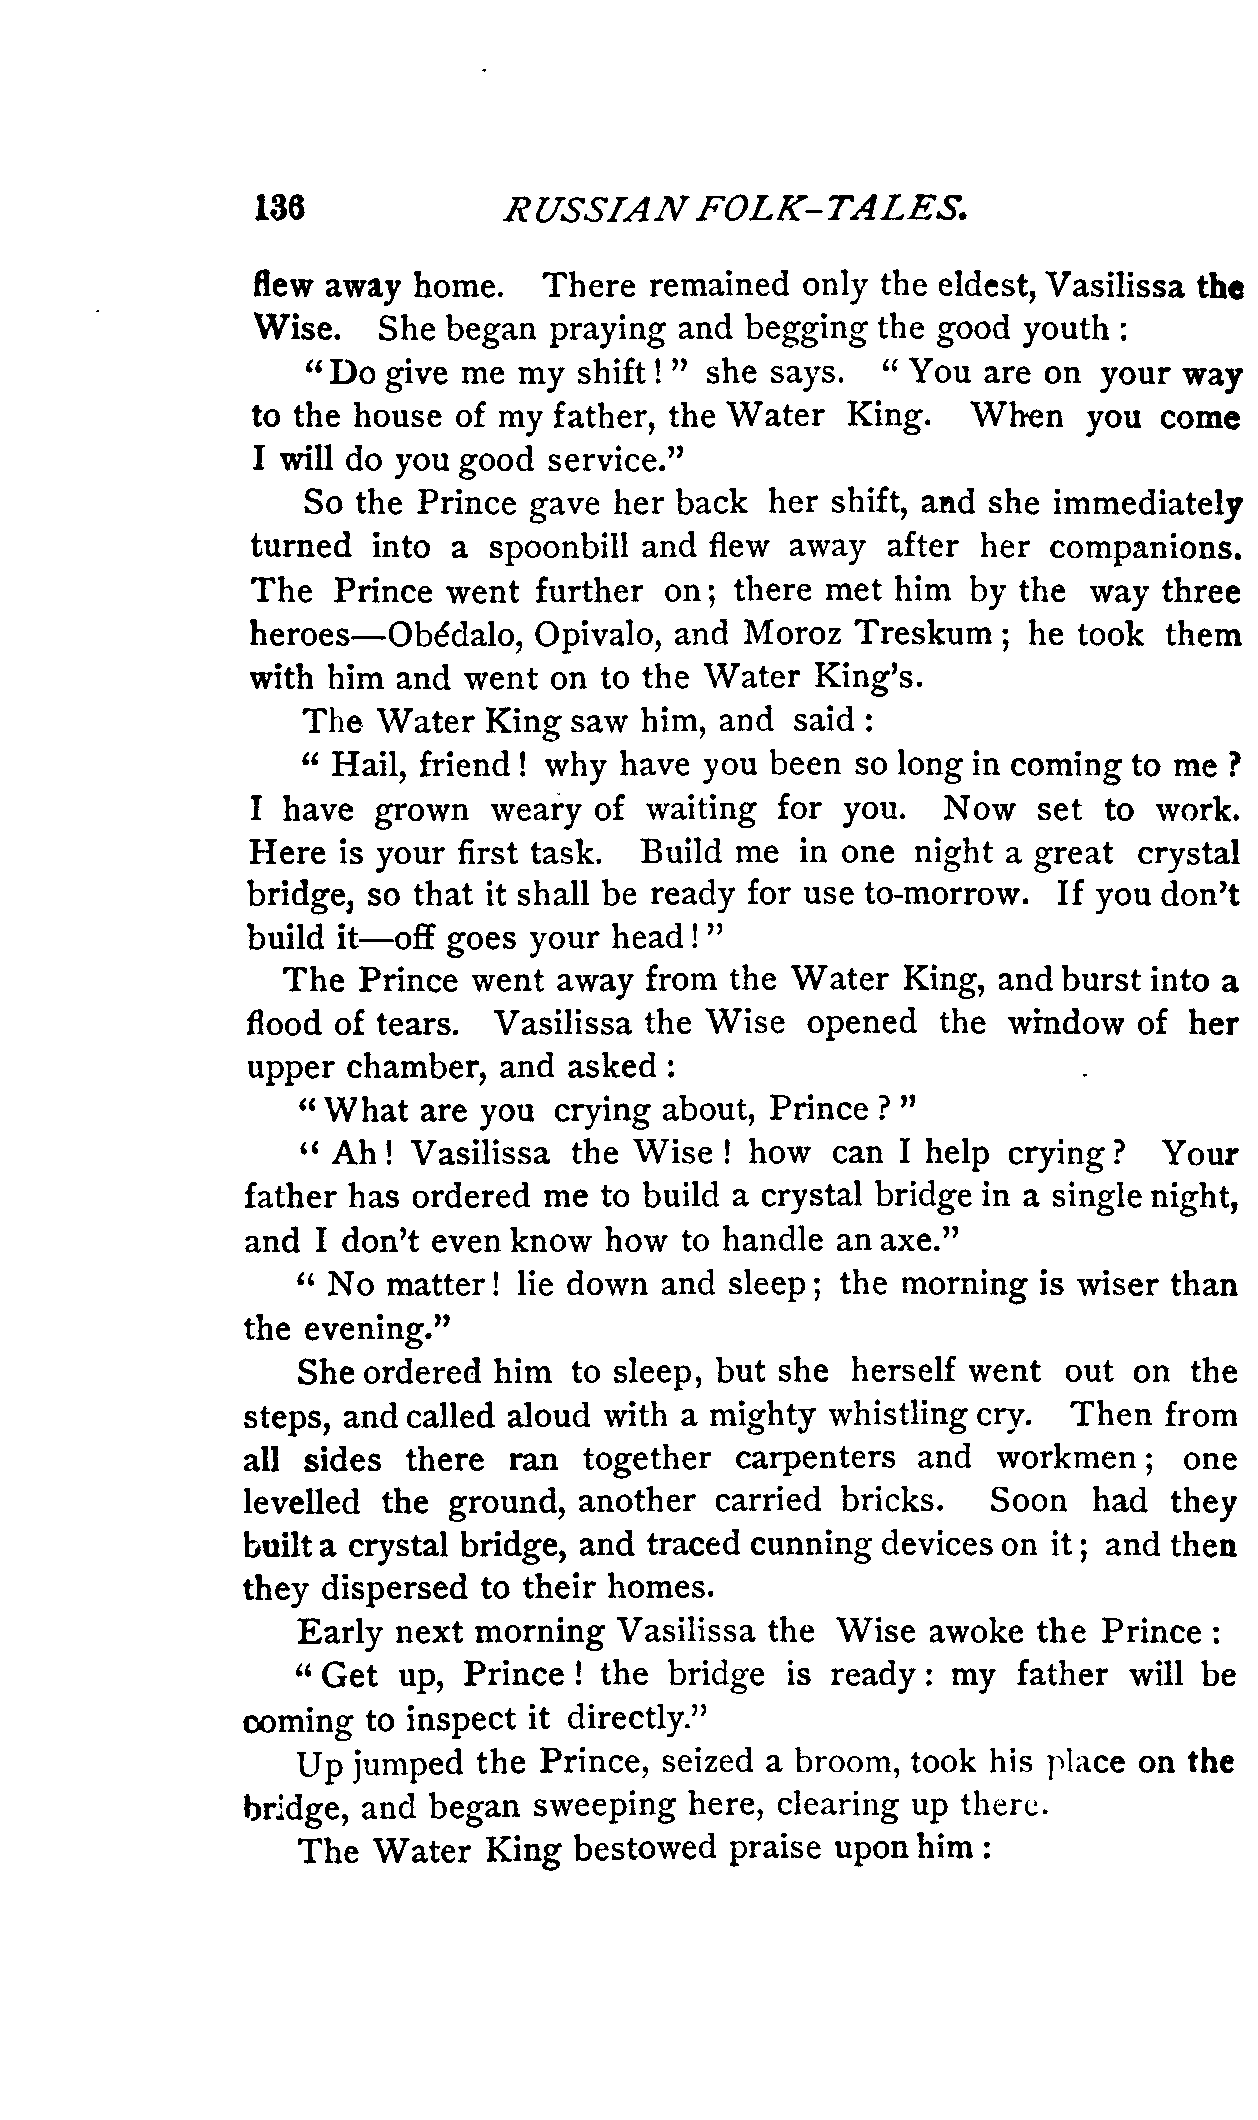 136 RUSSIAN FOLK-TALES.
flew away home. There remained only the eldest, Vasilissa the
Wise. She began praying and begging the good youth :
"Do give me my shift! " she says. " You are on your way
to the house of my father, the Water King. When you come
I will do you good service."
So the Prince gave her back her shift, and she immediately
turned into a spoonbill and flew away after her companions.
The Prince went further on; there met him by the way three
heroes—Obédalo, Opivalo, and Moroz Treskum ; he took them
with him and went on to the Water King's.
The Water King saw him, and said :
" Hail, friend! why have you been so long in coming to me ?
I have grown weary of waiting for you. Now set to work.
Here is your first task. Build me in one night a great crystal
bridge, so that it shall be ready for use to-morrow. If you don't
build it—off goes your head! "
The Prince went away from the Water King, and burst into a
flood of tears. Vasilissa the Wise opened the window of her
upper chamber, and asked :
"What are you crying about, Prince ? "
" Ah! Vasilissa the Wise ! how can I help crying? Your
father has ordered me to build a crystal bridge in a single night,
and I don't even know how to handle an axe."
" No matter! lie down and sleep; the morning is wiser than
the evening."
She ordered him to sleep, but she herself went out on the
steps, and called aloud with a mighty whistling cry. Then from
all sides there ran together carpenters and workmen ; one
levelled the ground, another carried bricks. Soon had they
built a crystal bridge, and traced cunning devices on it; and then
they dispersed to their homes.
Early next morning Vasilissa the Wise awoke the Prince :
" Get up, Prince ! the bridge is ready : my father will be
coming to inspect it directly."
Up jumped the Prince, seized a broom, took his place on the
bridge, and began sweeping here, clearing up there.
The Water King bestowed praise upon him :